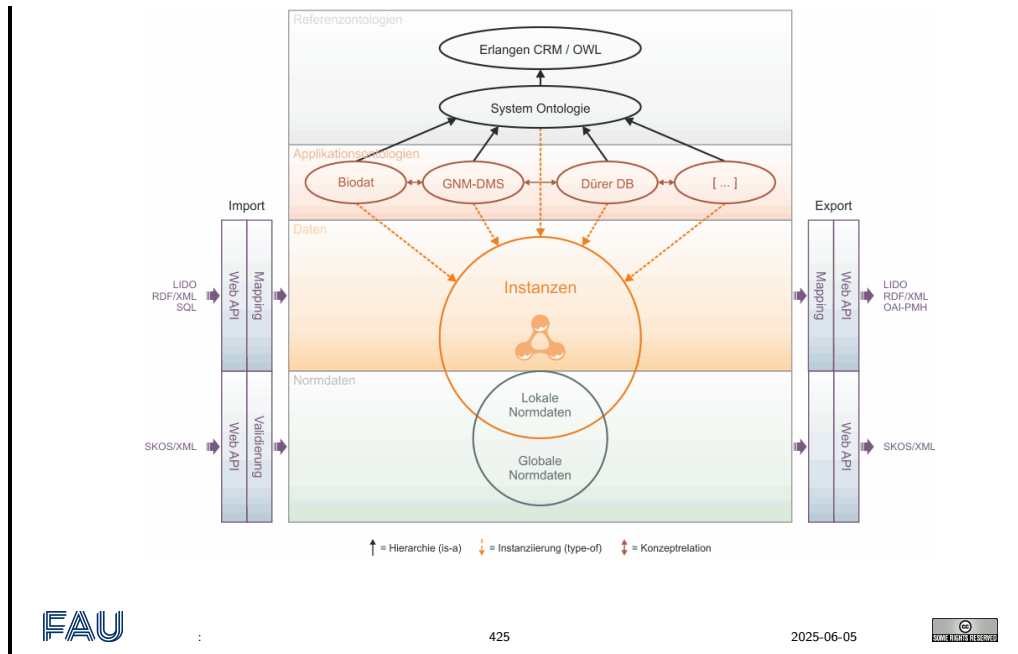 Referenzontologien
Erlangen CRM / OWL
System Ontologie
Applikationsontologien
Biodat
GNM-DMS
Dürer DB
[ ... ]
Import
Export
Daten
LIDO
RDF/XML
SQL
Web API
Mapping
Instanzen
Mapping
Web API
LIDO
RDF/XML
OAI-PMH
Normdaten
Lokale
Normdaten
SKOS/XML
Web API
Validierung
Globale
Normdaten
Web API
SKOS/XML
= Hierarchie (is-a)
= Instanziierung (type-of)
= Konzeptrelation
FAU
:
425
2025-06-05
cc
SOME RIGHTS RESERVED